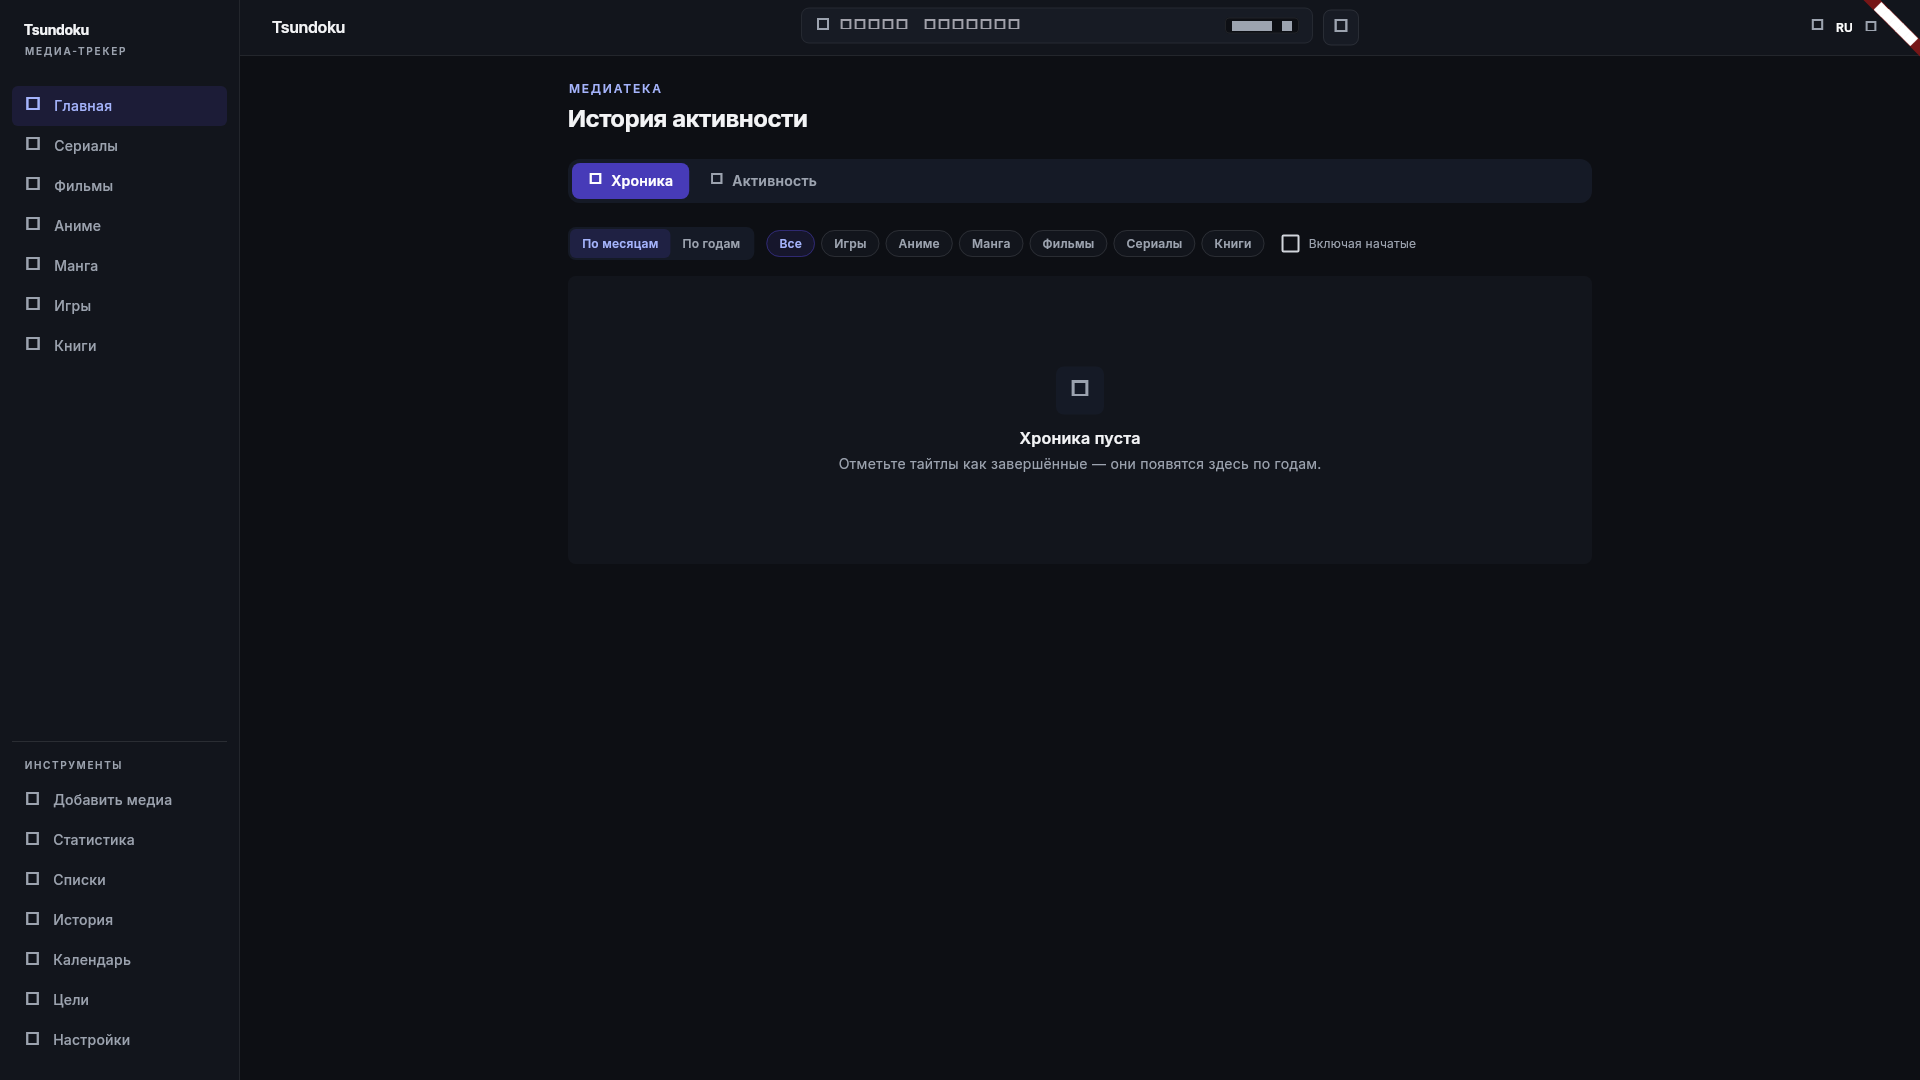 Tsundoku
МЕДИА-ТРЕКЕР
Главная
Сериалы
Фильмы
Аниме
Манга
Игры
Книги
ИНСТРУМЕНТЫ
Добавить медиа
Статистика
Списки
История
Календарь
Цели
Настройки
Tsundoku
RU
МЕДИАТЕКА
История активности
Хроника Активность
По месяцам По годам Все Игры Аниме Манга Фильмы Сериалы Книги Включая начатые
Хроника пуста
Отметьте тайтлы как завершённые — они появятся здесь по годам.